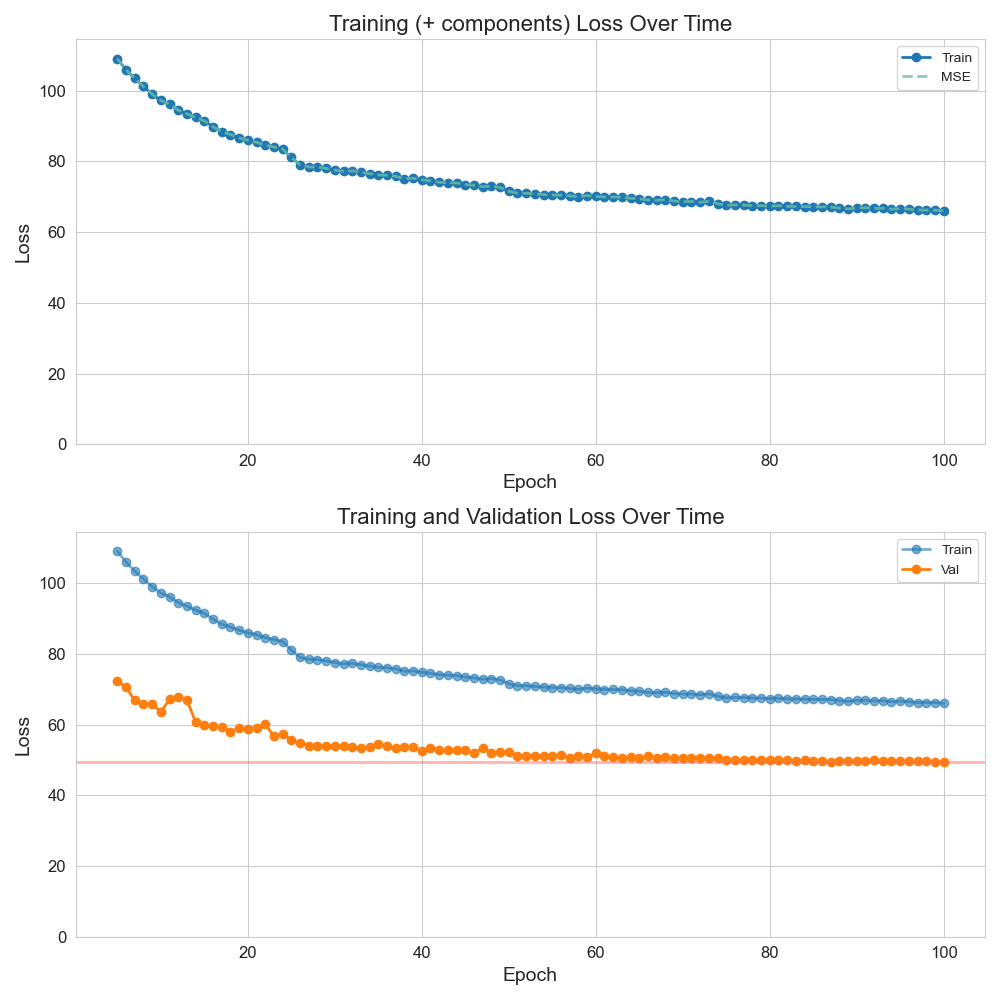 Training (+ components) Loss Over Time
Train
MSE
100
80
60
40
20
0
Loss
20 40 60 80 100
Epoch
Training and Validation Loss Over Time
Train
Val
100
80
60
40
20
0
Loss
20 40 60 80 100
Epoch